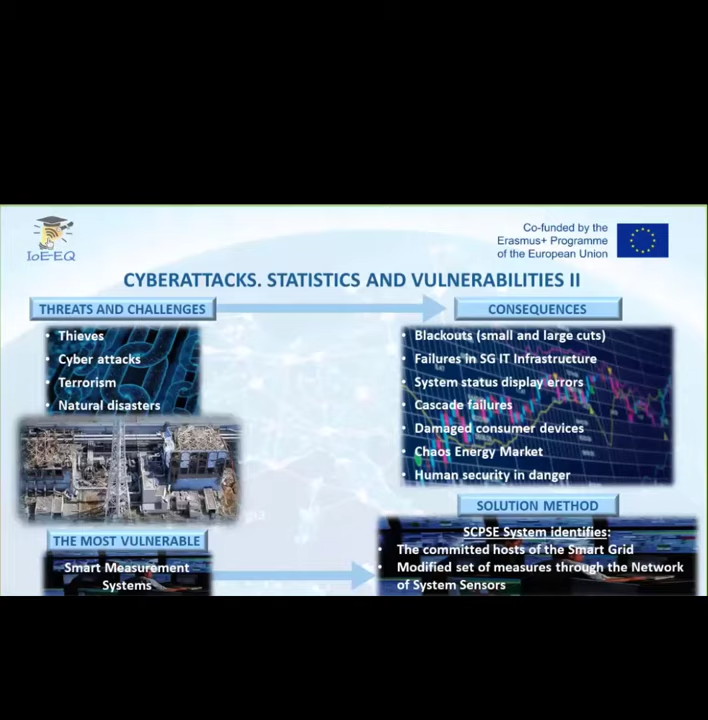 IoE-EQ
Co-funded by the
Erasmus+ Programme
of the European Union
CYBERATTACKS. STATISTICS AND VULNERABILITIES II
THREATS AND CHALLENGES
• Thieves
• Cyber attacks
• Terrorism
• Natural disasters
THE MOST VULNERABLE
Smart Measurement
Systems
CONSEQUENCES
• Blackouts (small and large cuts)
• Failures in SG IT Infrastructure
• System status display errors
• Cascade failures
• Damaged consumer devices
• Chaos Energy Market
• Human security in danger
SOLUTION METHOD
SCPSE System identifies:
• The committed hosts of the Smart Grid
• Modified set of measures through the Network
of System Sensors